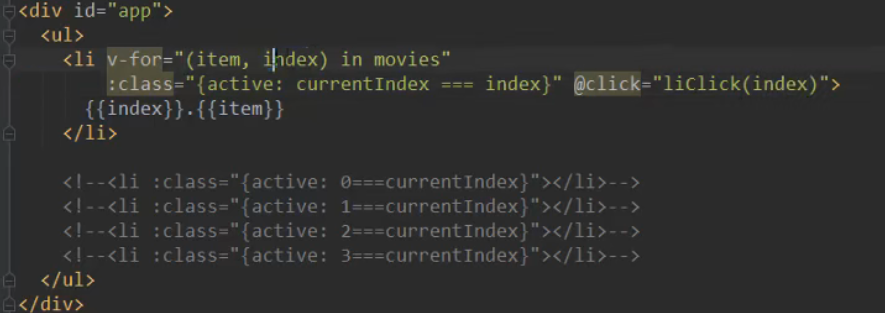 <div id="app">
<ul>
<li v-for="(item, index) in movies"
:class="{active: currentIndex === index}" @click="liClick(index)">
{{index}}.{{item}}
</li>
<!--<li :class="{active: 0===currentIndex}"></li>-->
<!--<li :class="{active: 1===currentIndex}"></li>-->
<!--<li :class="{active: 2===currentIndex}"></li>-->
<!--<li :class="{active: 3===currentIndex}"></li>-->
</ul>
</div>